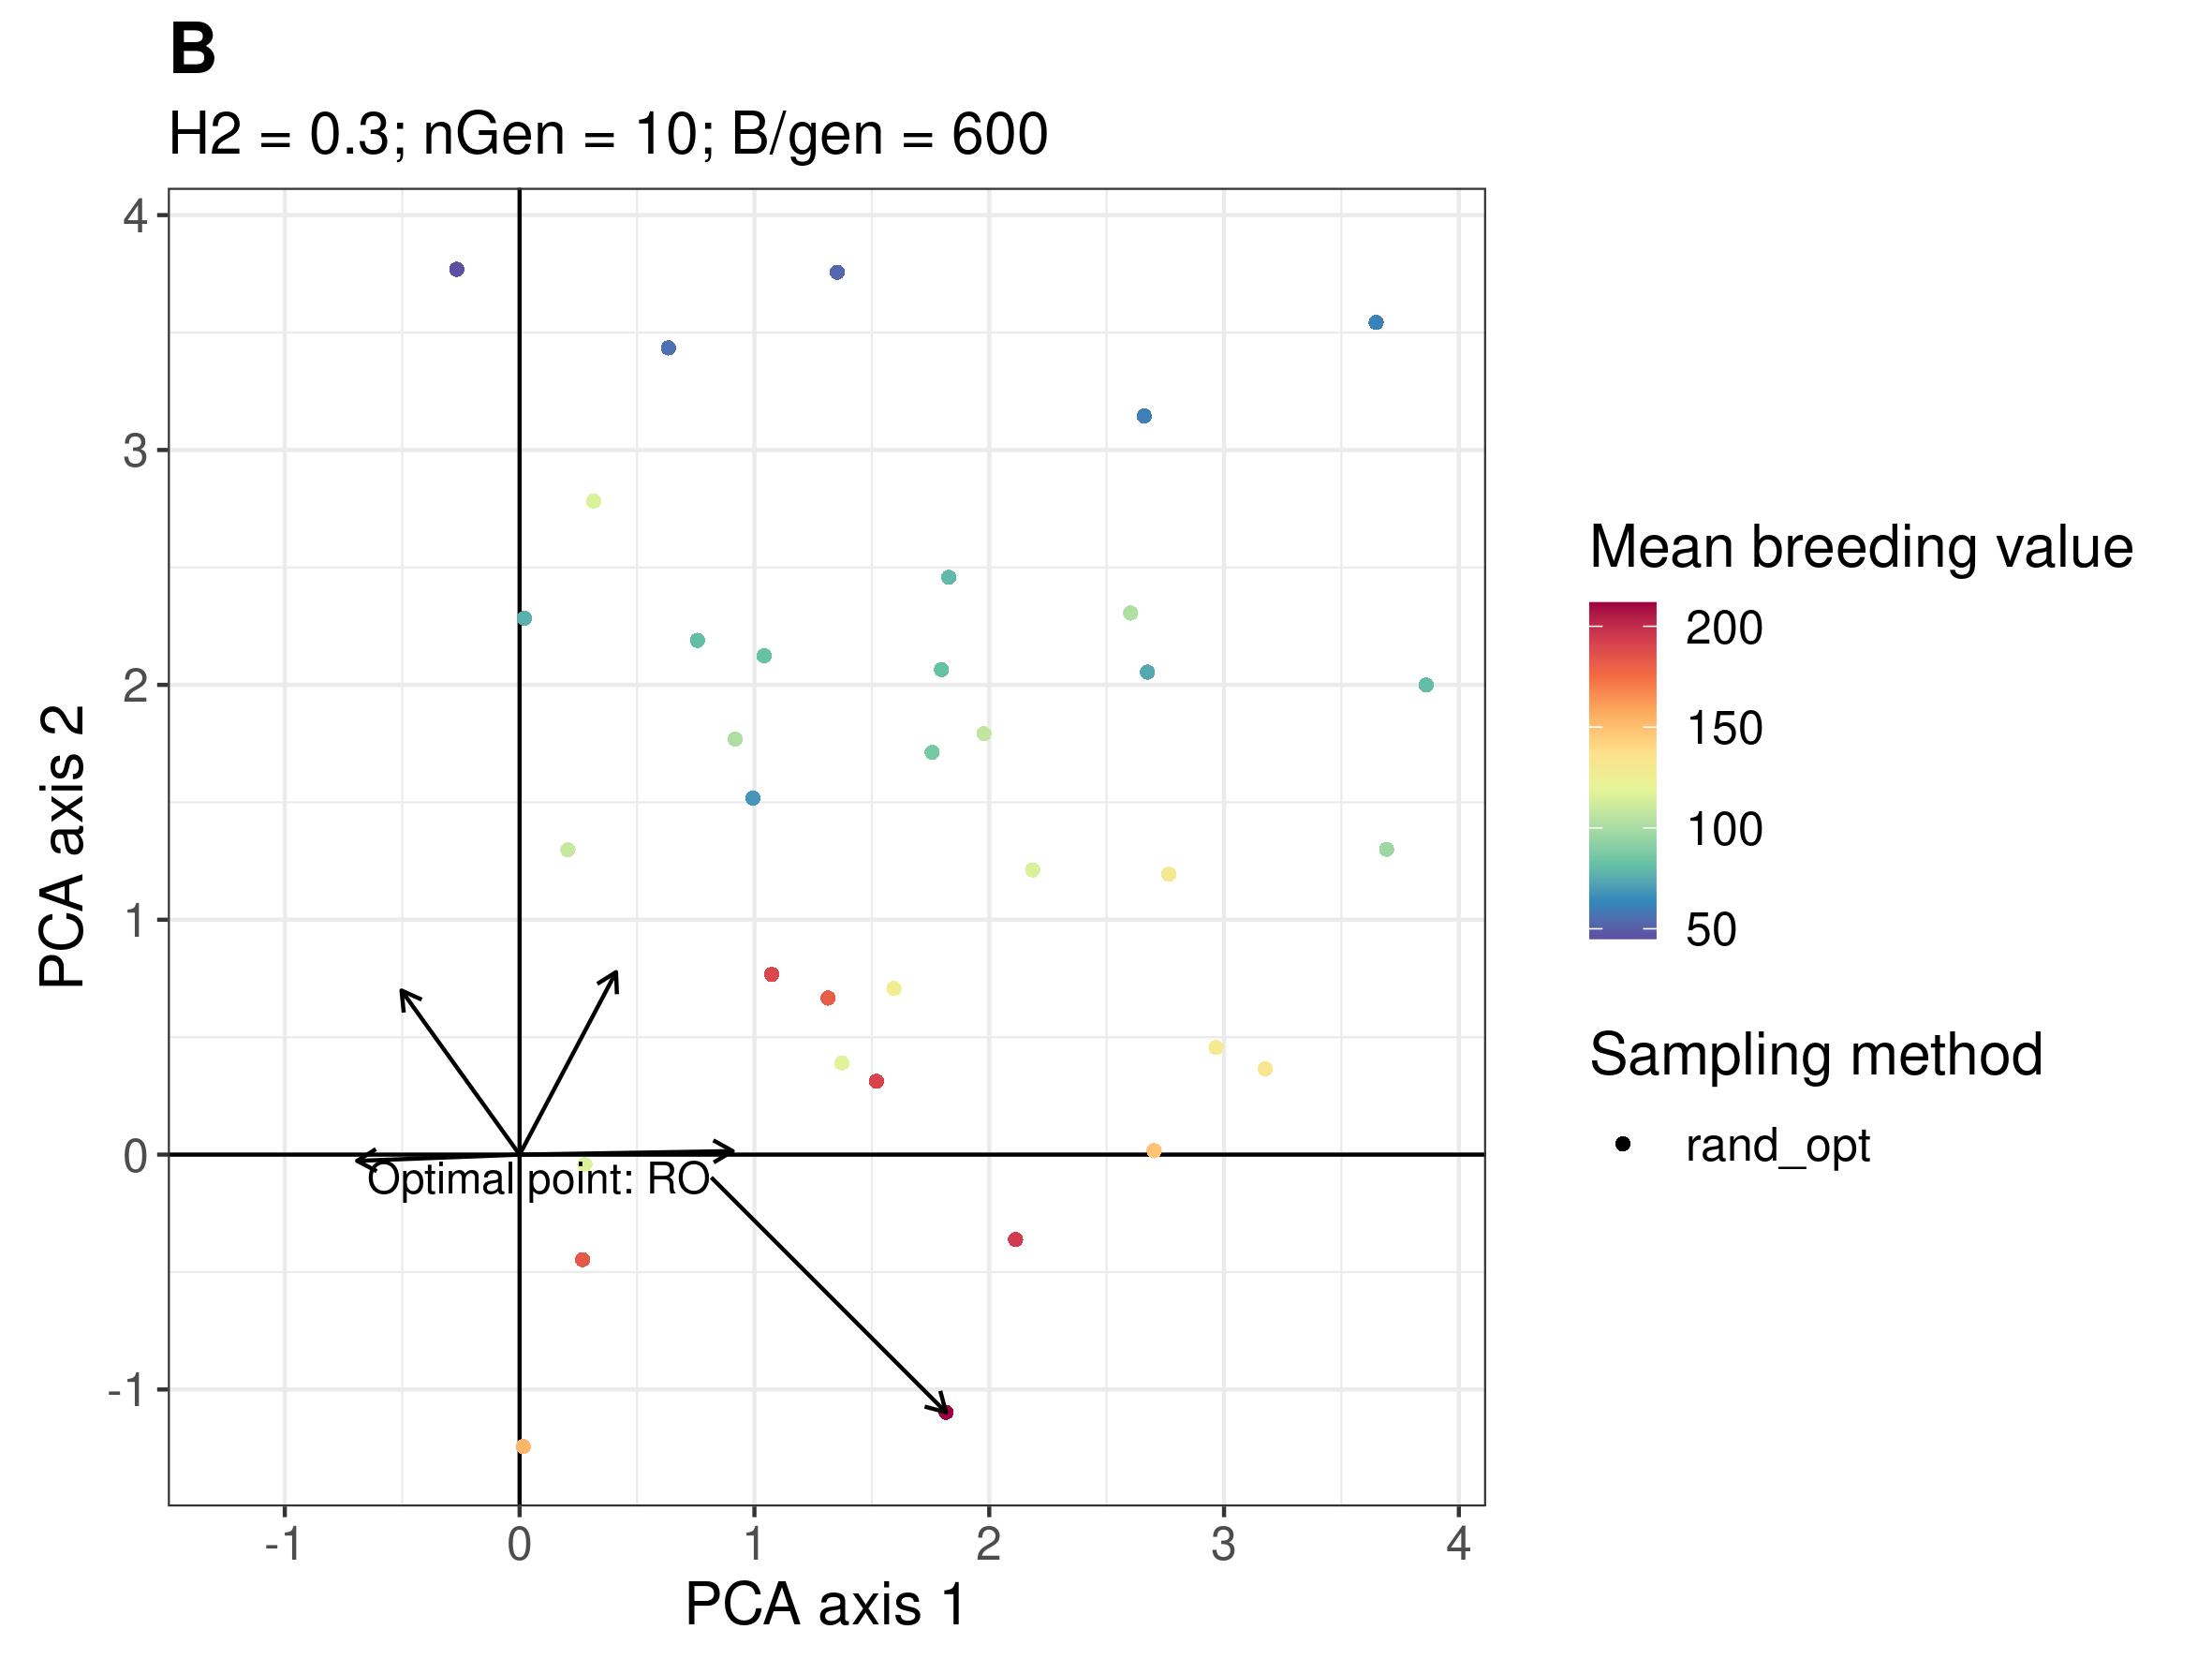 B
H2 = 0.3; nGen = 10; B/gen = 600
4
3
2
1
0
-1
PCA axis 2
Optimal point: RO
-1
0
1
2
3
4
PCA axis 1
Mean breeding value
200
150
100
50
Sampling method
rand_opt